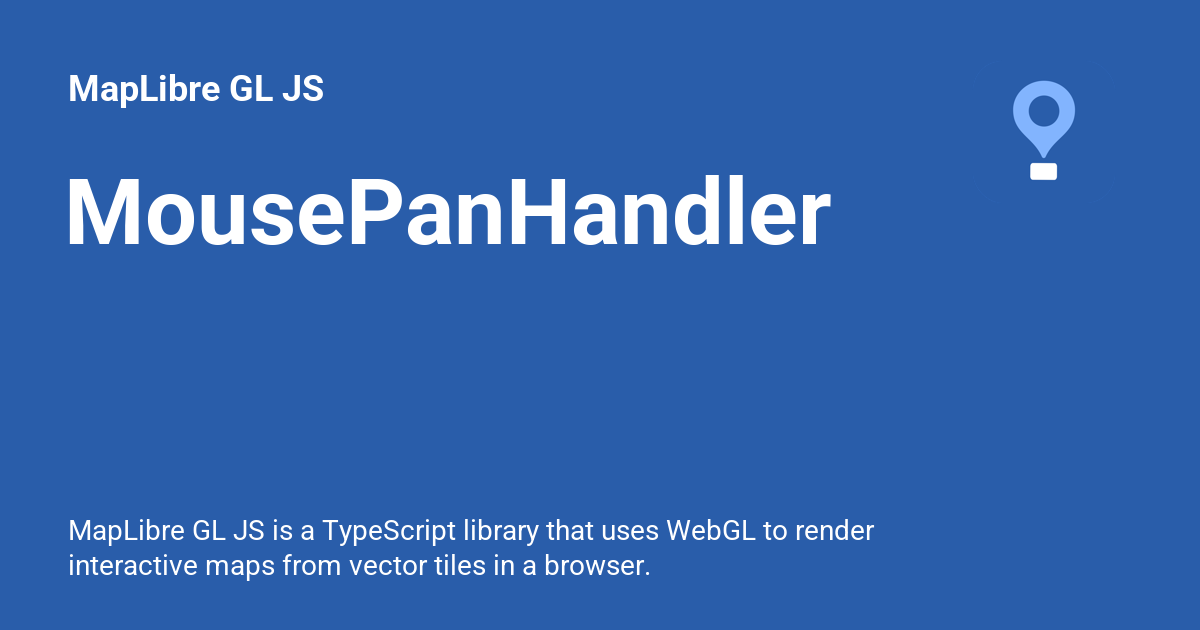 MapLibre GL JS
MousePanHandler
MapLibre GL JS is a TypeScript library that uses WebGL to render
interactive maps from vector tiles in a browser.